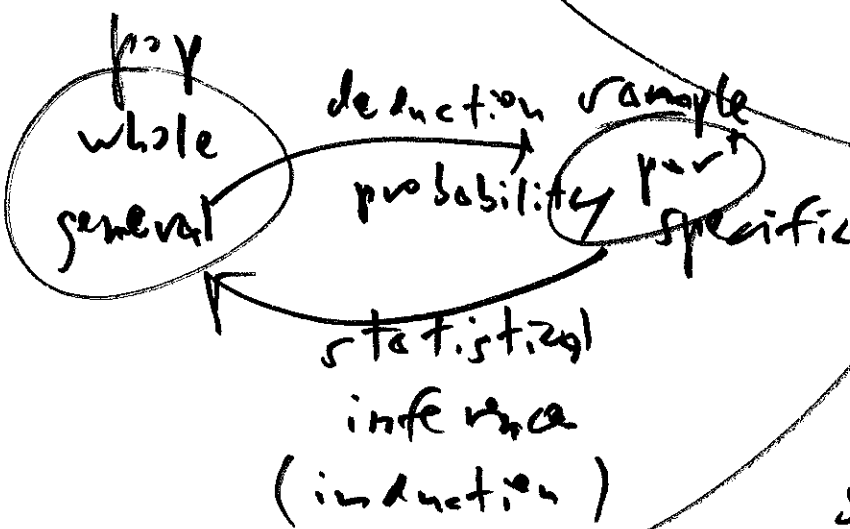 pop
whole
general
deduction
probability
sample
part
specific
statistical
inference
(induction)